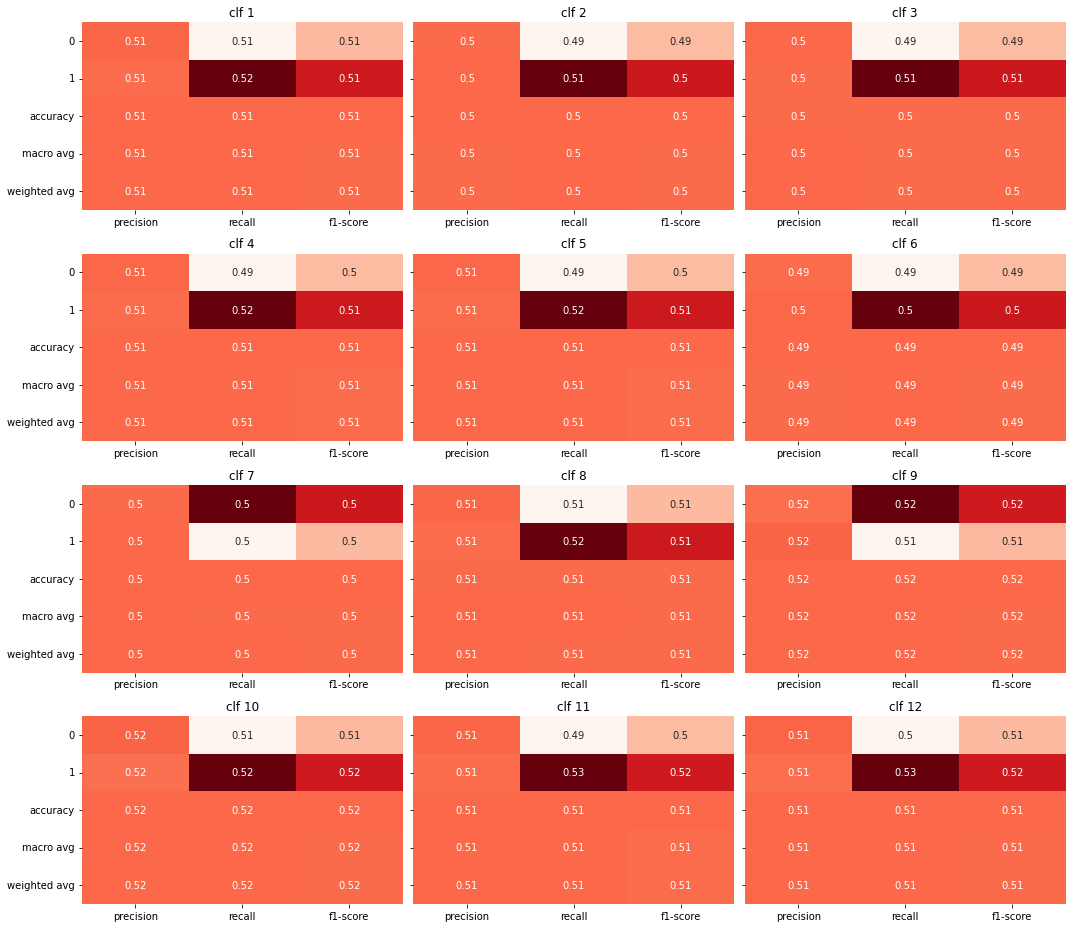 clf 1 clf 2 clf 3
0 0.51 0.51 0.51 0.5 0.49 0.49 0.5 0.49 0.49
1 0.51 0.52 0.51 0.5 0.51 0.5 0.5 0.51 0.51
accuracy 0.51 0.51 0.51 0.5 0.5 0.5 0.5 0.5 0.5
macro avg 0.51 0.51 0.51 0.5 0.5 0.5 0.5 0.5 0.5
weighted avg 0.51 0.51 0.51 0.5 0.5 0.5 0.5 0.5 0.5
precision recall f1-score precision recall f1-score precision recall f1-score
clf 4 clf 5 clf 6
0 0.51 0.49 0.5 0.51 0.49 0.5 0.49 0.49 0.49
1 0.51 0.52 0.51 0.51 0.52 0.51 0.5 0.5 0.5
accuracy 0.51 0.51 0.51 0.51 0.51 0.51 0.49 0.49 0.49
macro avg 0.51 0.51 0.51 0.51 0.51 0.51 0.49 0.49 0.49
weighted avg 0.51 0.51 0.51 0.51 0.51 0.51 0.49 0.49 0.49
precision recall f1-score precision recall f1-score precision recall f1-score
clf 7 clf 8 clf 9
0 0.5 0.5 0.5 0.51 0.51 0.51 0.52 0.52 0.52
1 0.5 0.5 0.5 0.51 0.52 0.51 0.52 0.51 0.51
accuracy 0.5 0.5 0.5 0.51 0.51 0.51 0.52 0.52 0.52
macro avg 0.5 0.5 0.5 0.51 0.51 0.51 0.52 0.52 0.52
weighted avg 0.5 0.5 0.5 0.51 0.51 0.51 0.52 0.52 0.52
precision recall f1-score precision recall f1-score precision recall f1-score
clf 10 clf 11 clf 12
0 0.52 0.51 0.51 0.51 0.49 0.5 0.51 0.5 0.51
1 0.52 0.52 0.52 0.51 0.53 0.52 0.51 0.53 0.52
accuracy 0.52 0.52 0.52 0.51 0.51 0.51 0.51 0.51 0.51
macro avg 0.52 0.52 0.52 0.51 0.51 0.51 0.51 0.51 0.51
weighted avg 0.52 0.52 0.52 0.51 0.51 0.51 0.51 0.51 0.51
precision recall f1-score precision recall f1-score precision recall f1-score